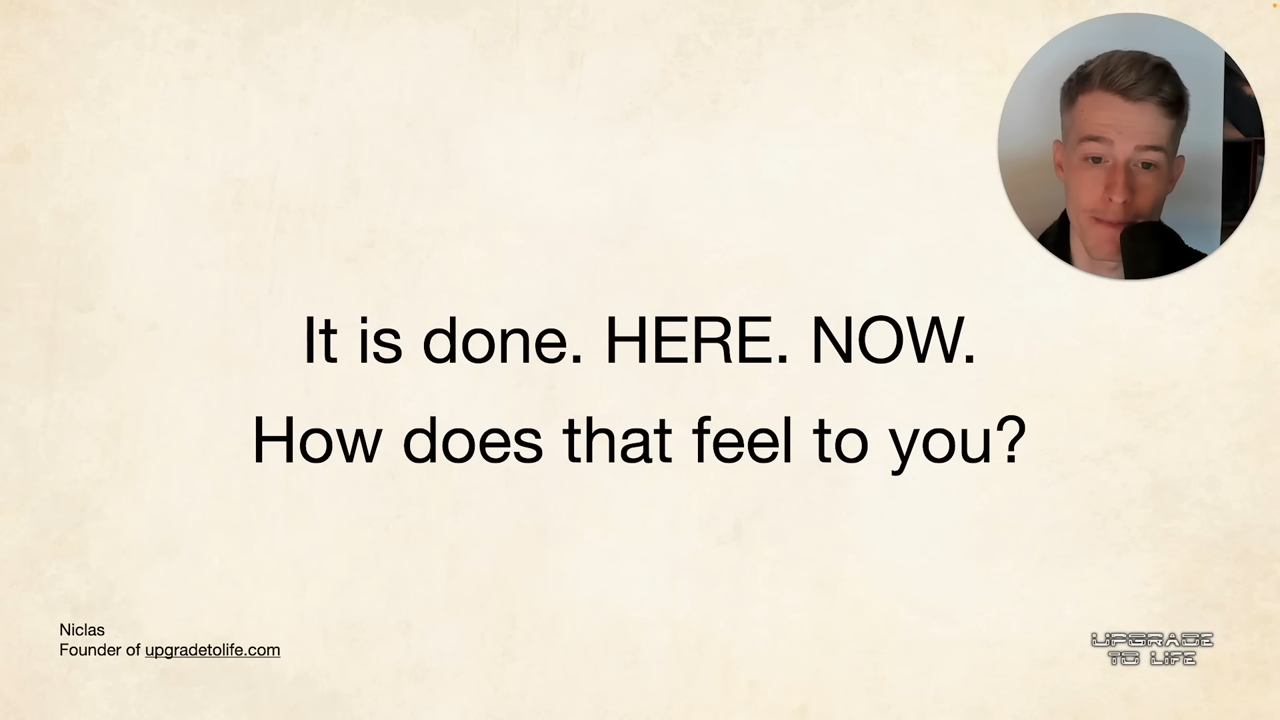 It is done. HERE. NOW.
How does that feel to you?
Niclas
Founder of upgradetolife.com
UPGRADE
TO LIFE